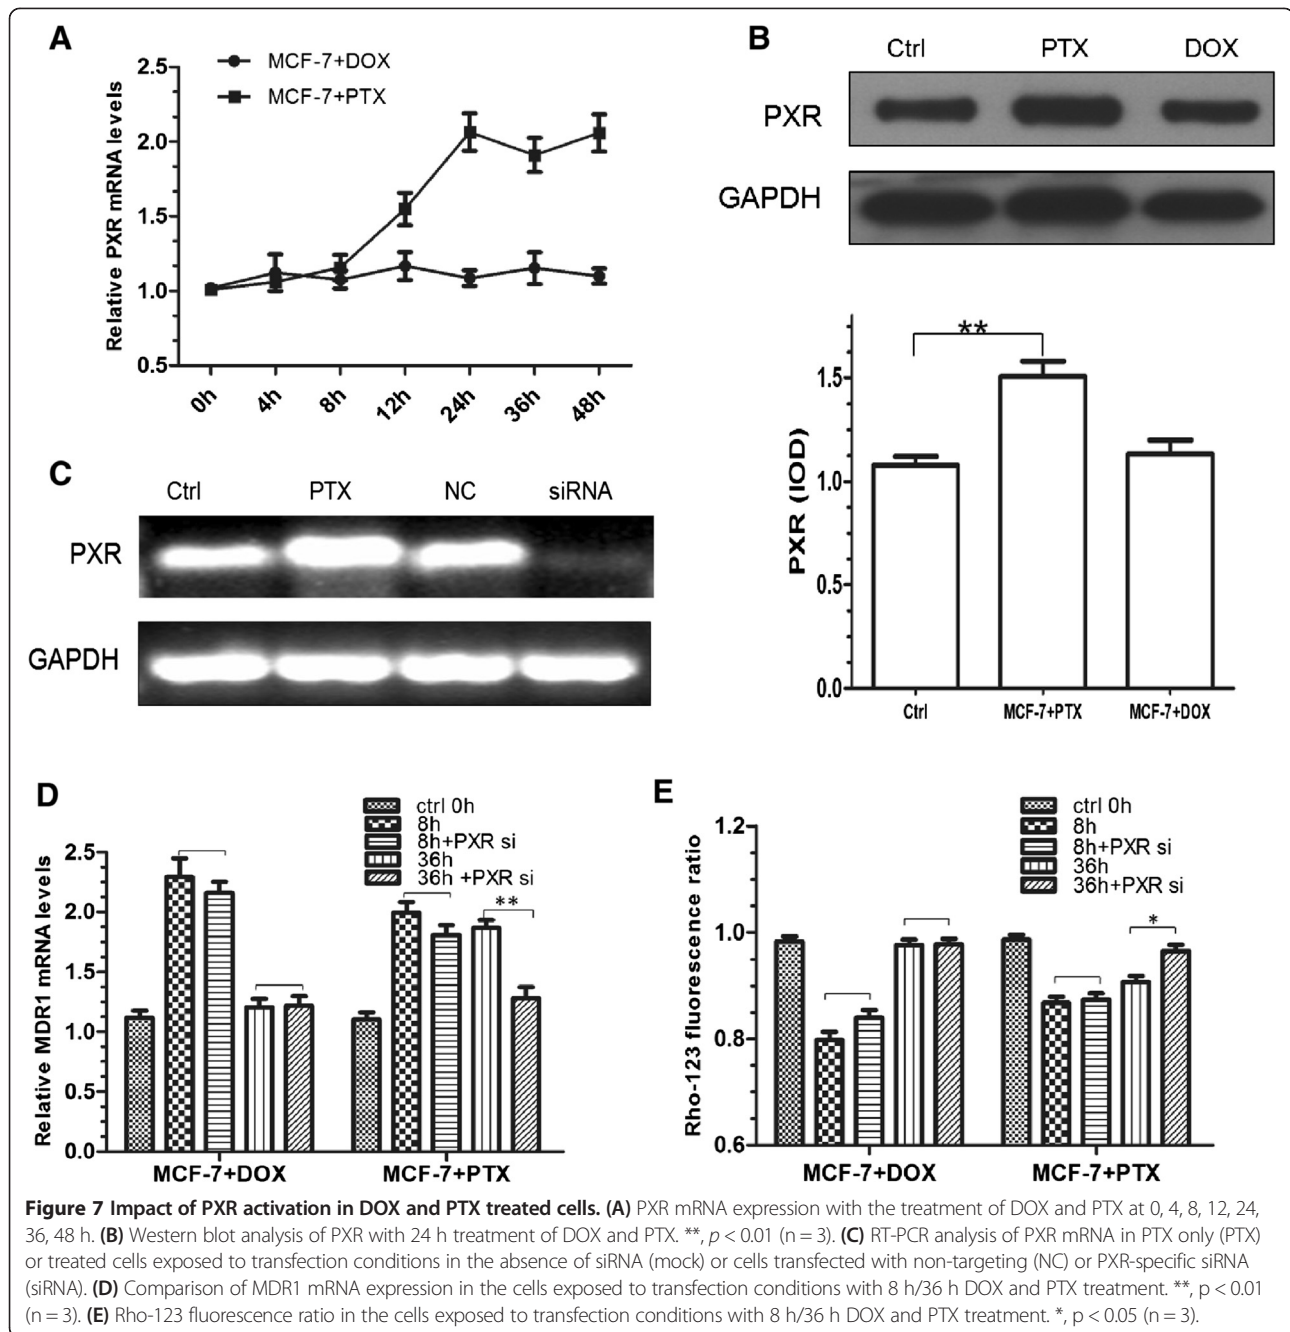 A
MCF-7+DOX
MCF-7+PTX
Relative PXR mRNA levels
2.5
2.0
1.5
1.0
0.5
0h 4h 8h 12h 24h 36h 48h
B
Ctrl PTX DOX
PXR
GAPDH
PXR (IOD)
**
1.5
1.0
0.5
0.0
Ctrl MCF-7+PTX MCF-7+DOX
C
Ctrl PTX NC siRNA
PXR
GAPDH
D
ctrl 0h
8h
8h+PXR si
36h
36h +PXR si
Relative MDR1 mRNA levels
2.5
2.0
1.5
1.0
0.5
0.0
**
MCF-7+DOX MCF-7+PTX
E
ctrl 0h
8h
8h+PXR si
36h
36h+PXR si
Rho-123 fluorescence ratio
1.2
1.0
0.8
0.6
*
MCF-7+DOX MCF-7+PTX
Figure 7 Impact of PXR activation in DOX and PTX treated cells. (A) PXR mRNA expression with the treatment of DOX and PTX at 0, 4, 8, 12, 24,
36, 48 h. (B) Western blot analysis of PXR with 24 h treatment of DOX and PTX. **, p < 0.01 (n = 3). (C) RT-PCR analysis of PXR mRNA in PTX only (PTX)
or treated cells exposed to transfection conditions in the absence of siRNA (mock) or cells transfected with non-targeting (NC) or PXR-specific siRNA
(siRNA). (D) Comparison of MDR1 mRNA expression in the cells exposed to transfection conditions with 8 h/36 h DOX and PTX treatment. **, p < 0.01
(n = 3). (E) Rho-123 fluorescence ratio in the cells exposed to transfection conditions with 8 h/36 h DOX and PTX treatment. *, p < 0.05 (n = 3).